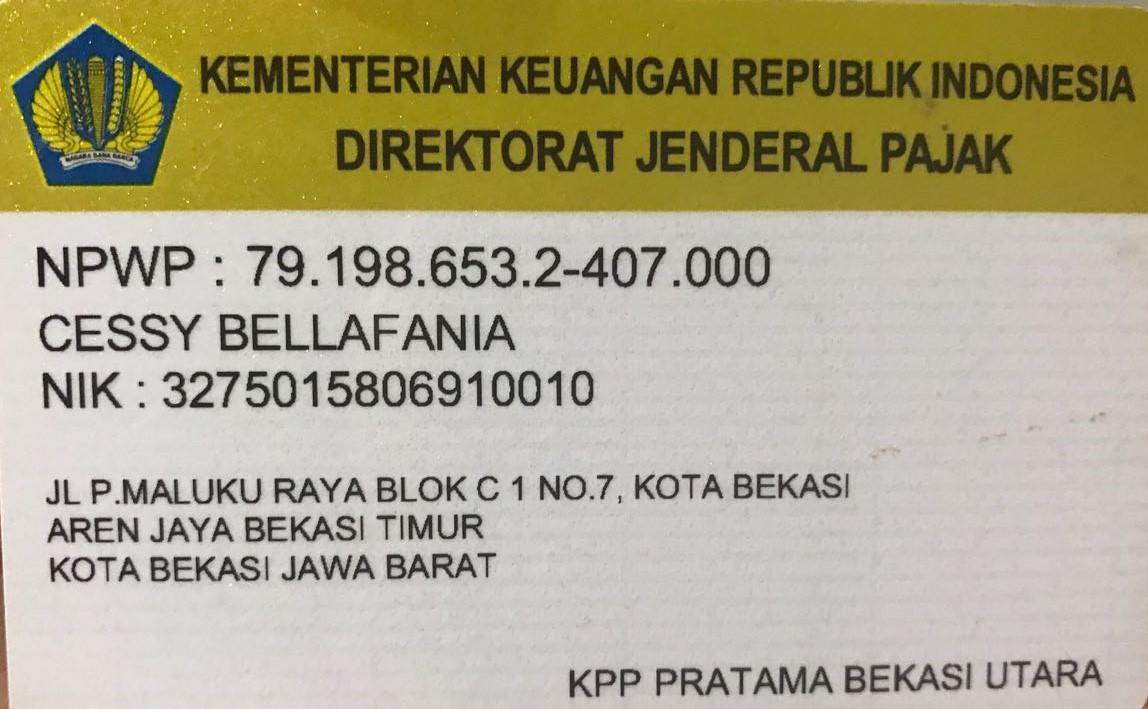 KEMENTERIAN KEUANGAN REPUBLIK INDONESIA
DIREKTORAT JENDERAL PAJAK
NAGARA DANA RAKCA
NPWP : 79.198.653.2-407.000
CESSY BELLAFANIA
NIK : 3275015806910010
JL P.MALUKU RAYA BLOK C 1 NO.7, KOTA BEKASI
AREN JAYA BEKASI TIMUR
KOTA BEKASI JAWA BARAT
KPP PRATAMA BEKASI UTARA